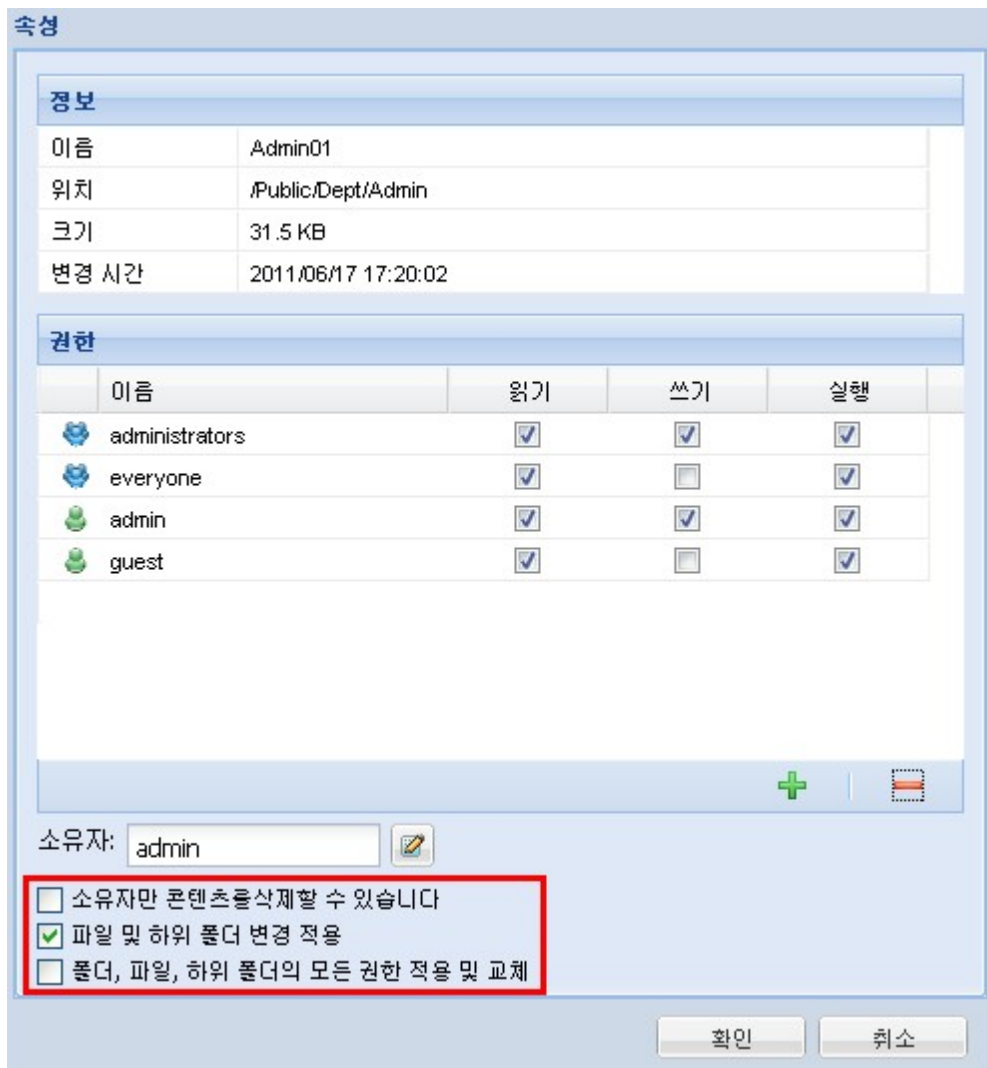 속성
정보
이름 Admin01
위치 /Public/Dept/Admin
크기 31.5 KB
변경 시간 2011/06/17 17:20:02
권한
이름 읽기 쓰기 실행
administrators
everyone
admin
guest
소유자: admin
소유자만 콘텐츠를삭제할 수 있습니다
파일 및 하위 폴더 변경 적용
폴더, 파일, 하위 폴더의 모든 권한 적용 및 교체
확인 취소